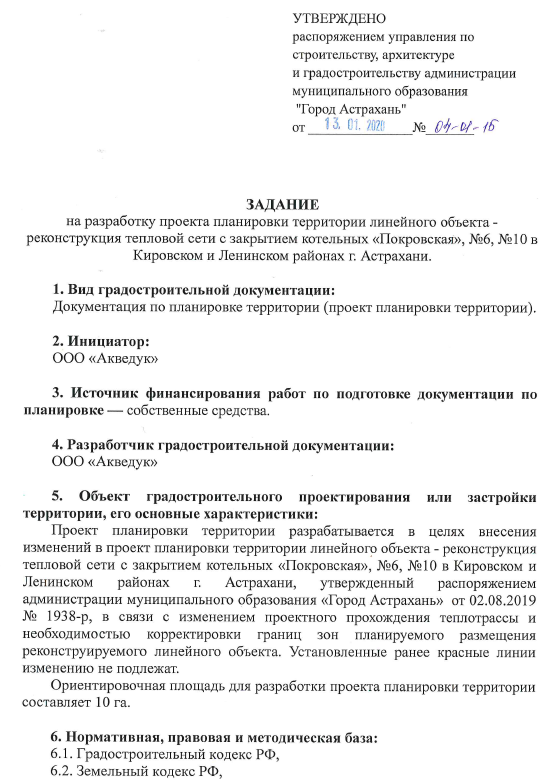 УТВЕРЖДЕНО
распоряжением управления по
строительству, архитектуре
и градостроительству администрации
муниципального образования
"Город Астрахань"
от 13.01.2020 № 04-01-16
ЗАДАНИЕ
на разработку проекта планировки территории линейного объекта -
реконструкция тепловой сети с закрытием котельных «Покровская», №6, №10 в
Кировском и Ленинском районах г. Астрахани.
1. Вид градостроительной документации:
Документация по планировке территории (проект планировки территории).
2. Инициатор:
ООО «Акведук»
3. Источник финансирования работ по подготовке документации по
планировке — собственные средства.
4. Разработчик градостроительной документации:
ООО «Акведук»
5. Объект градостроительного проектирования или застройки
территории, его основные характеристики:
Проект планировки территории разрабатывается в целях внесения
изменений в проект планировки территории линейного объекта - реконструкция
тепловой сети с закрытием котельных «Покровская», №6, №10 в Кировском и
Ленинском районах г. Астрахани, утвержденный распоряжением
администрации муниципального образования «Город Астрахань» от 02.08.2019
№ 1938-р, в связи с изменением проектного прохождения теплотрассы и
необходимостью корректировки границ зон планируемого размещения
реконструируемого линейного объекта. Установленные ранее красные линии
изменению не подлежат.
Ориентировочная площадь для разработки проекта планировки территории
составляет 10 га.
6. Нормативная, правовая и методическая база:
6.1. Градостроительный кодекс РФ,
6.2. Земельный кодекс РФ,